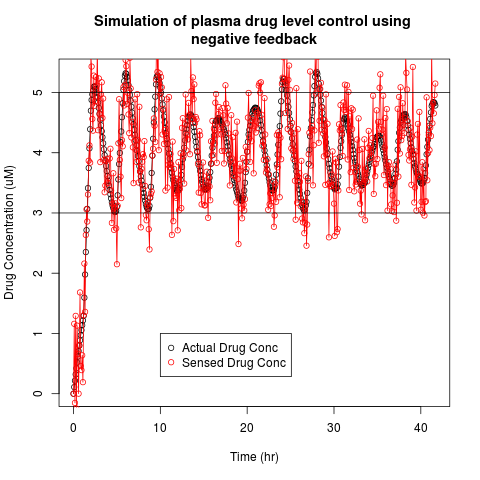 Simulation of plasma drug level control using
negative feedback
Drug Concentration (uM)
5
4
3
2
1
0
Actual Drug Conc
Sensed Drug Conc
0 10 20 30 40
Time (hr)